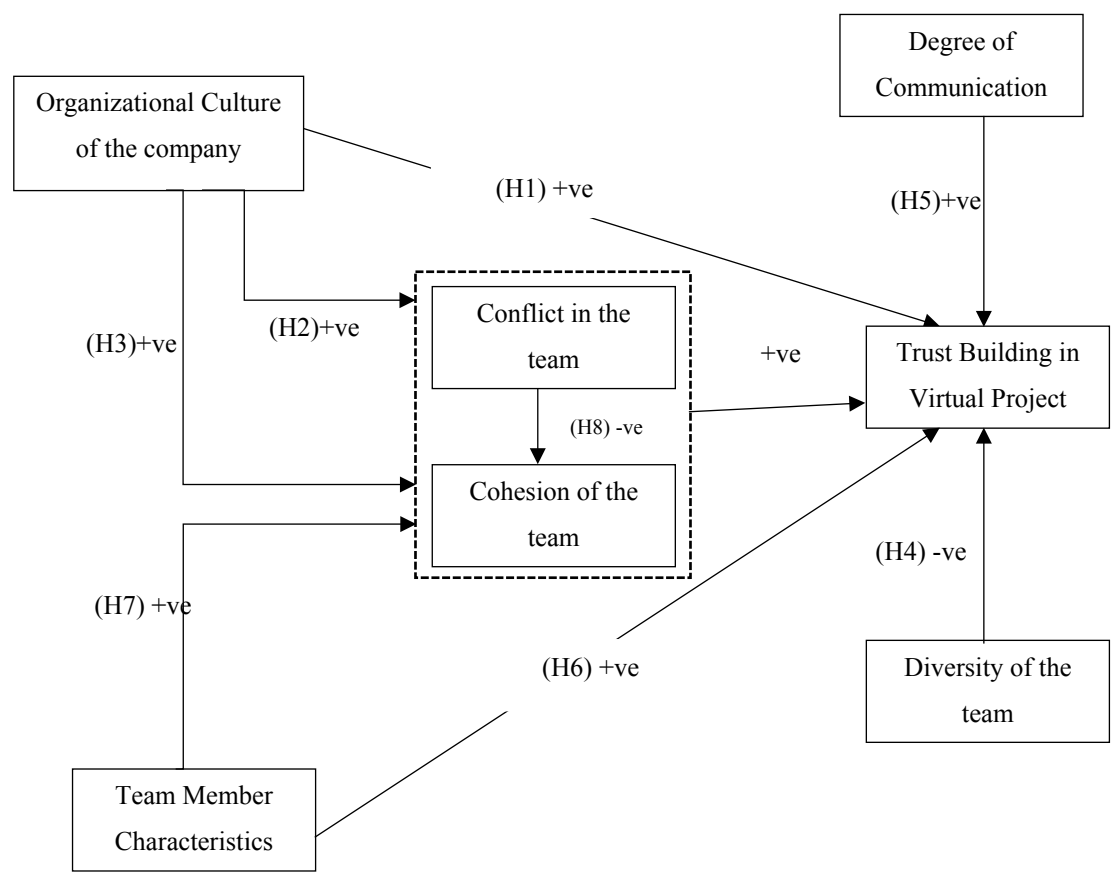 Degree of
Communication
Organizational Culture
of the company
(H1) +ve
(H5)+ve
(H2)+ve
(H3)+ve
Conflict in the
team
+ve
Trust Building in
Virtual Project
(H8) -ve
Cohesion of the
team
(H4) -ve
(H7) +ve
(H6) +ve
Diversity of the
team
Team Member
Characteristics